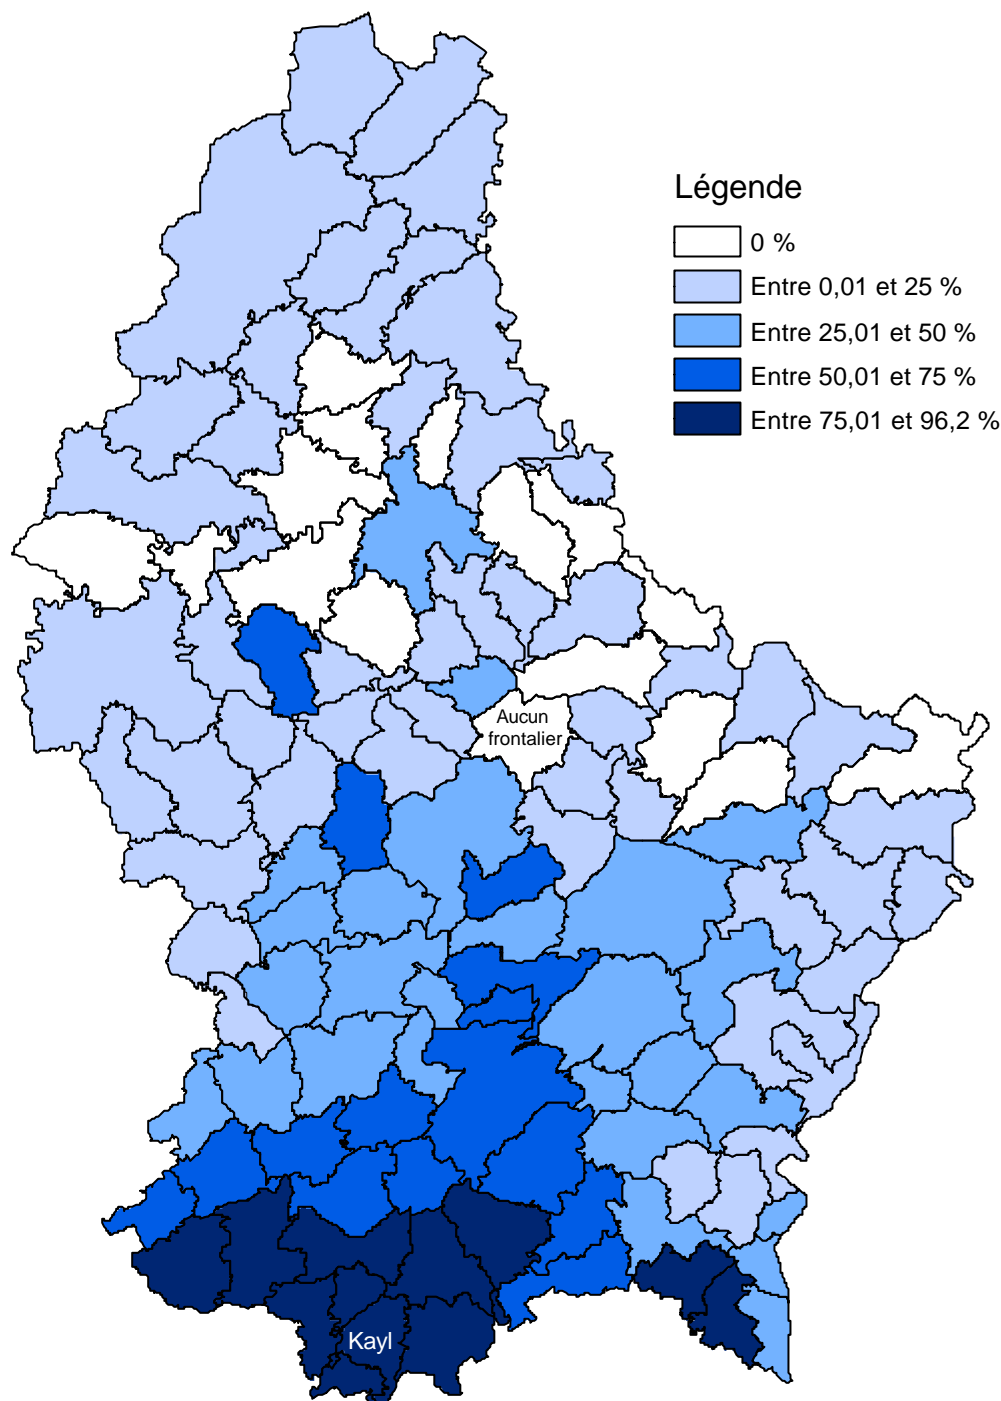 Légende
0 %
Entre 0,01 et 25 %
Entre 25,01 et 50 %
Entre 50,01 et 75 %
Entre 75,01 et 96,2 %
Aucun
frontalier
Kayl